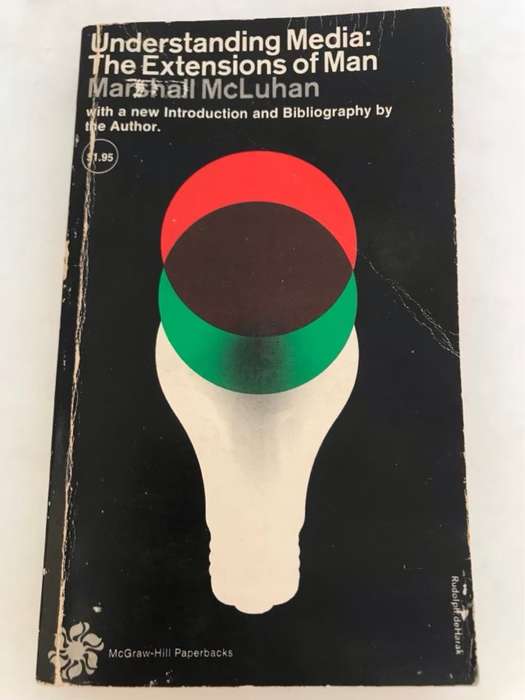 Understanding Media:
The Extensions of Man
Marshall McLuhan
with a new Introduction and Bibliography by
the Author.
$1.95
Rudolph deHarak
McGraw-Hill Paperbacks